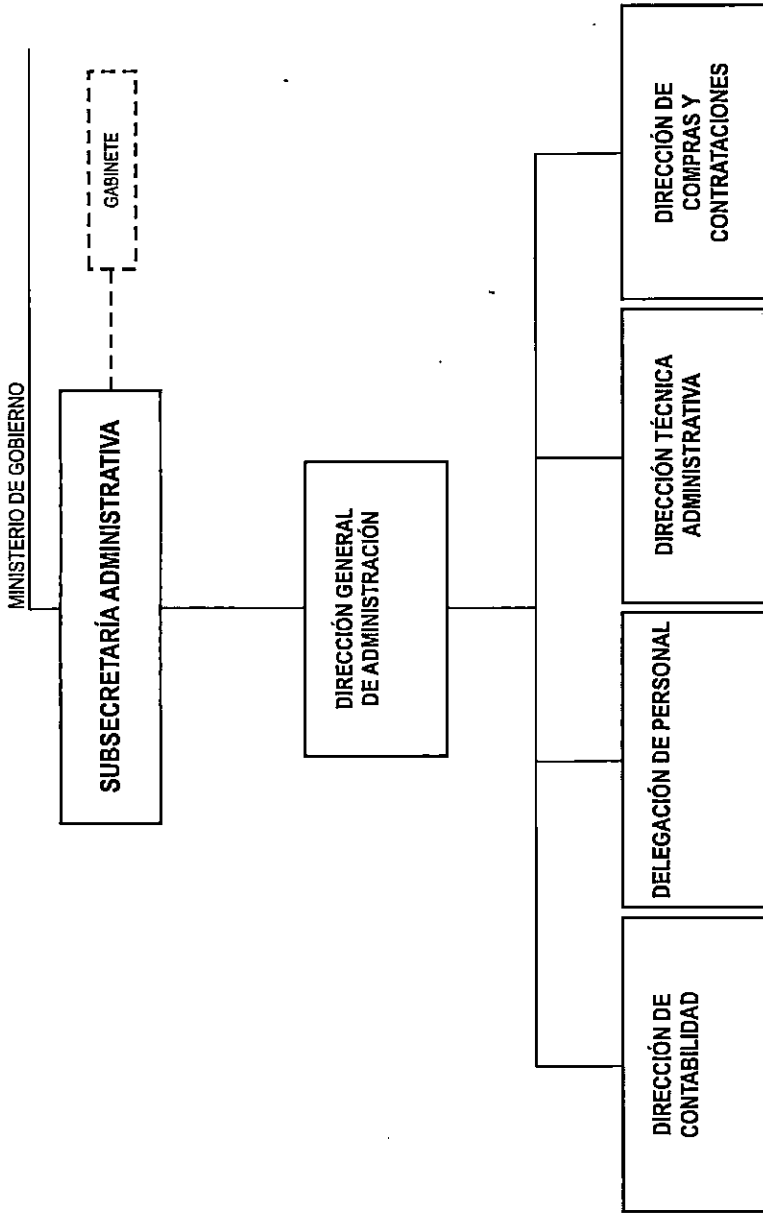 MINISTERIO DE GOBIERNO
SUBSECRETARÍA ADMINISTRATIVA
GABINETE
DIRECCIÓN GENERAL
DE ADMINISTRACIÓN
DIRECCIÓN DE
CONTABILIDAD
DELEGACIÓN DE PERSONAL
DIRECCIÓN TÉCNICA
ADMINISTRATIVA
DIRECCIÓN DE
COMPRAS Y
CONTRATACIONES